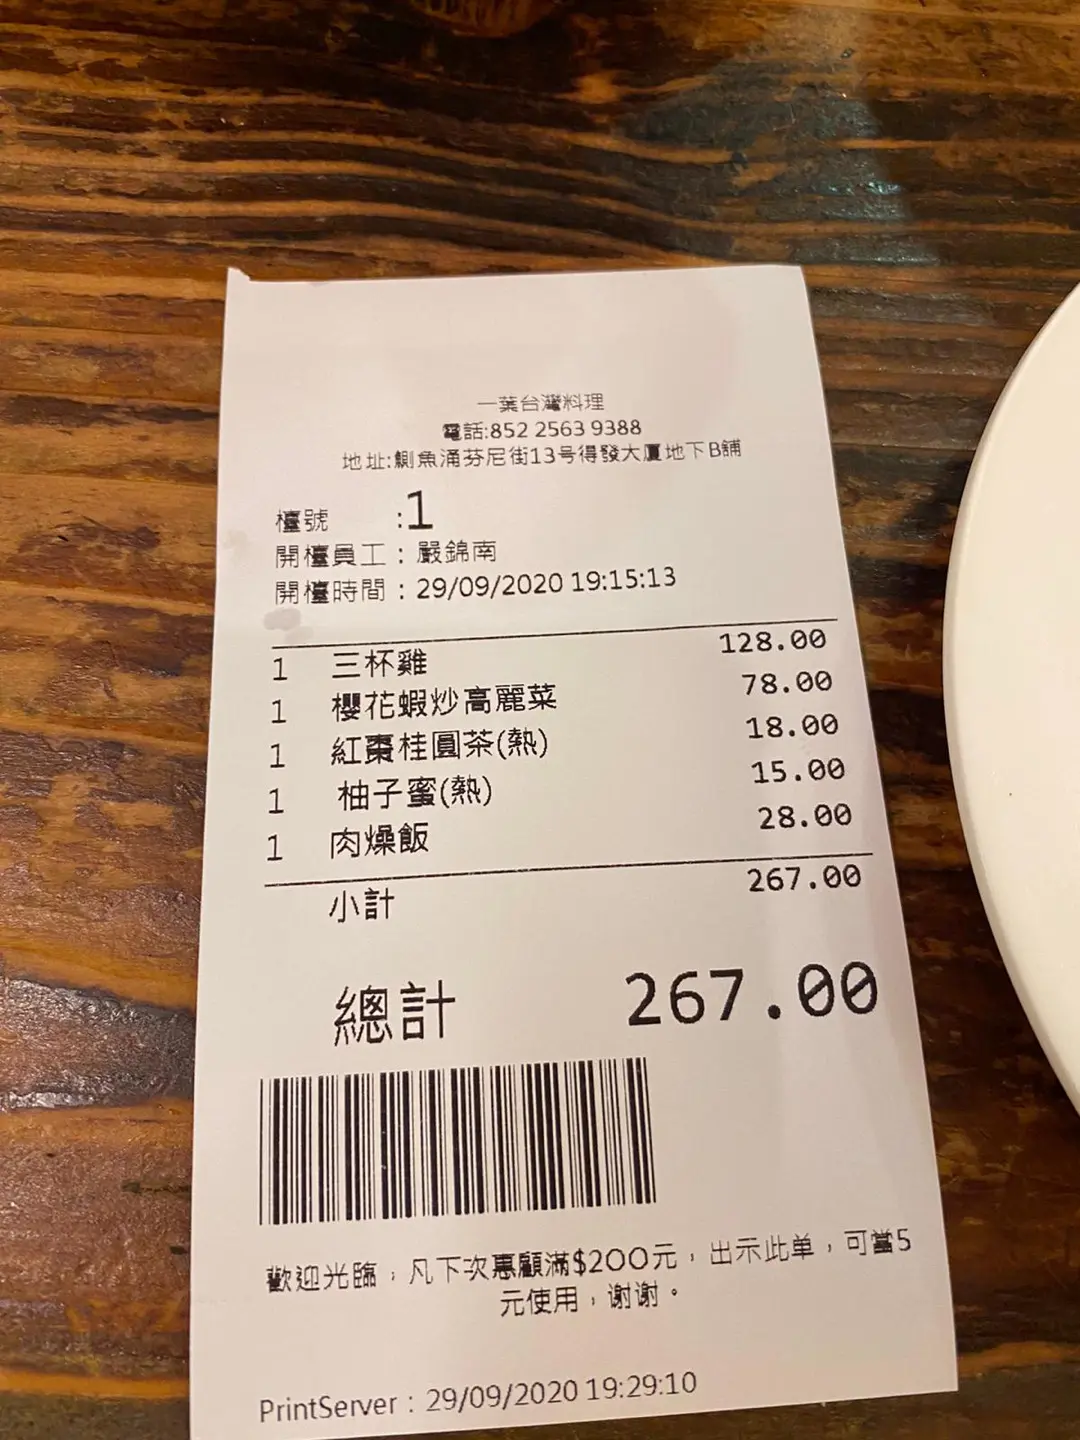 一葉台灣料理
電話:852 2563 9388
地址:鰂魚涌芬尼街13号得發大廈地下B舖
檯號 :1
開檯員工：嚴錦南
開檯時間：29/09/2020 19:15:13
1 三杯雞 128.00
1 櫻花蝦炒高麗菜 78.00
1 紅棗桂圓茶(熱) 18.00
1 柚子蜜(熱) 15.00
1 肉燥飯 28.00
小計 267.00
總計 267.00
歡迎光臨，凡下次惠顧滿$200元，出示此单，可當5
元使用，谢谢。
PrintServer：29/09/2020 19:29:10